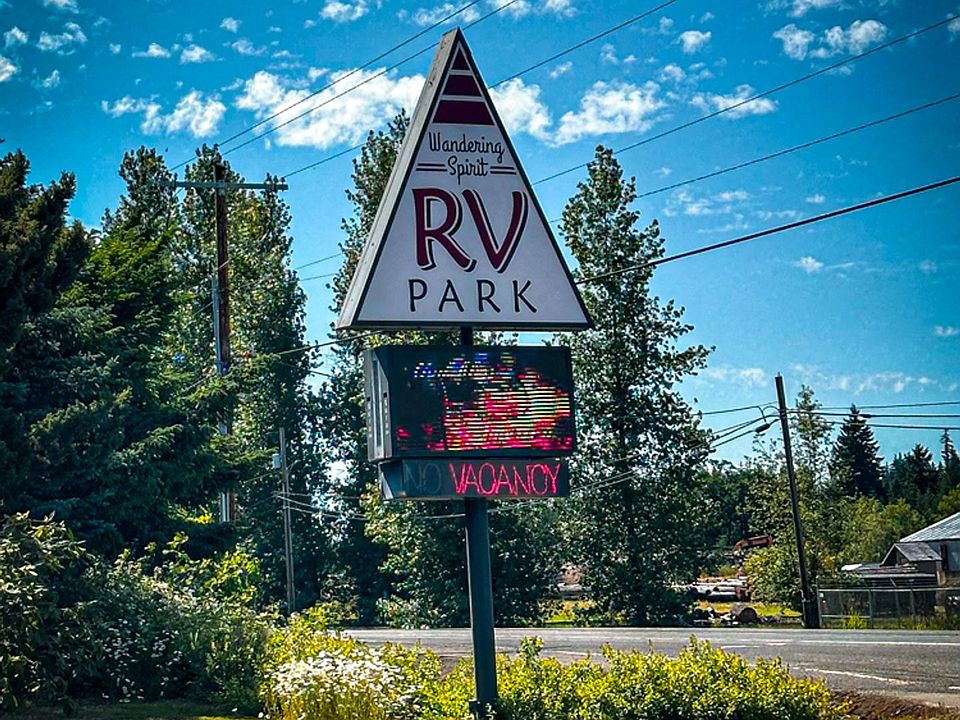 Wandering
Spirit
RV
PARK
NO VACANCY